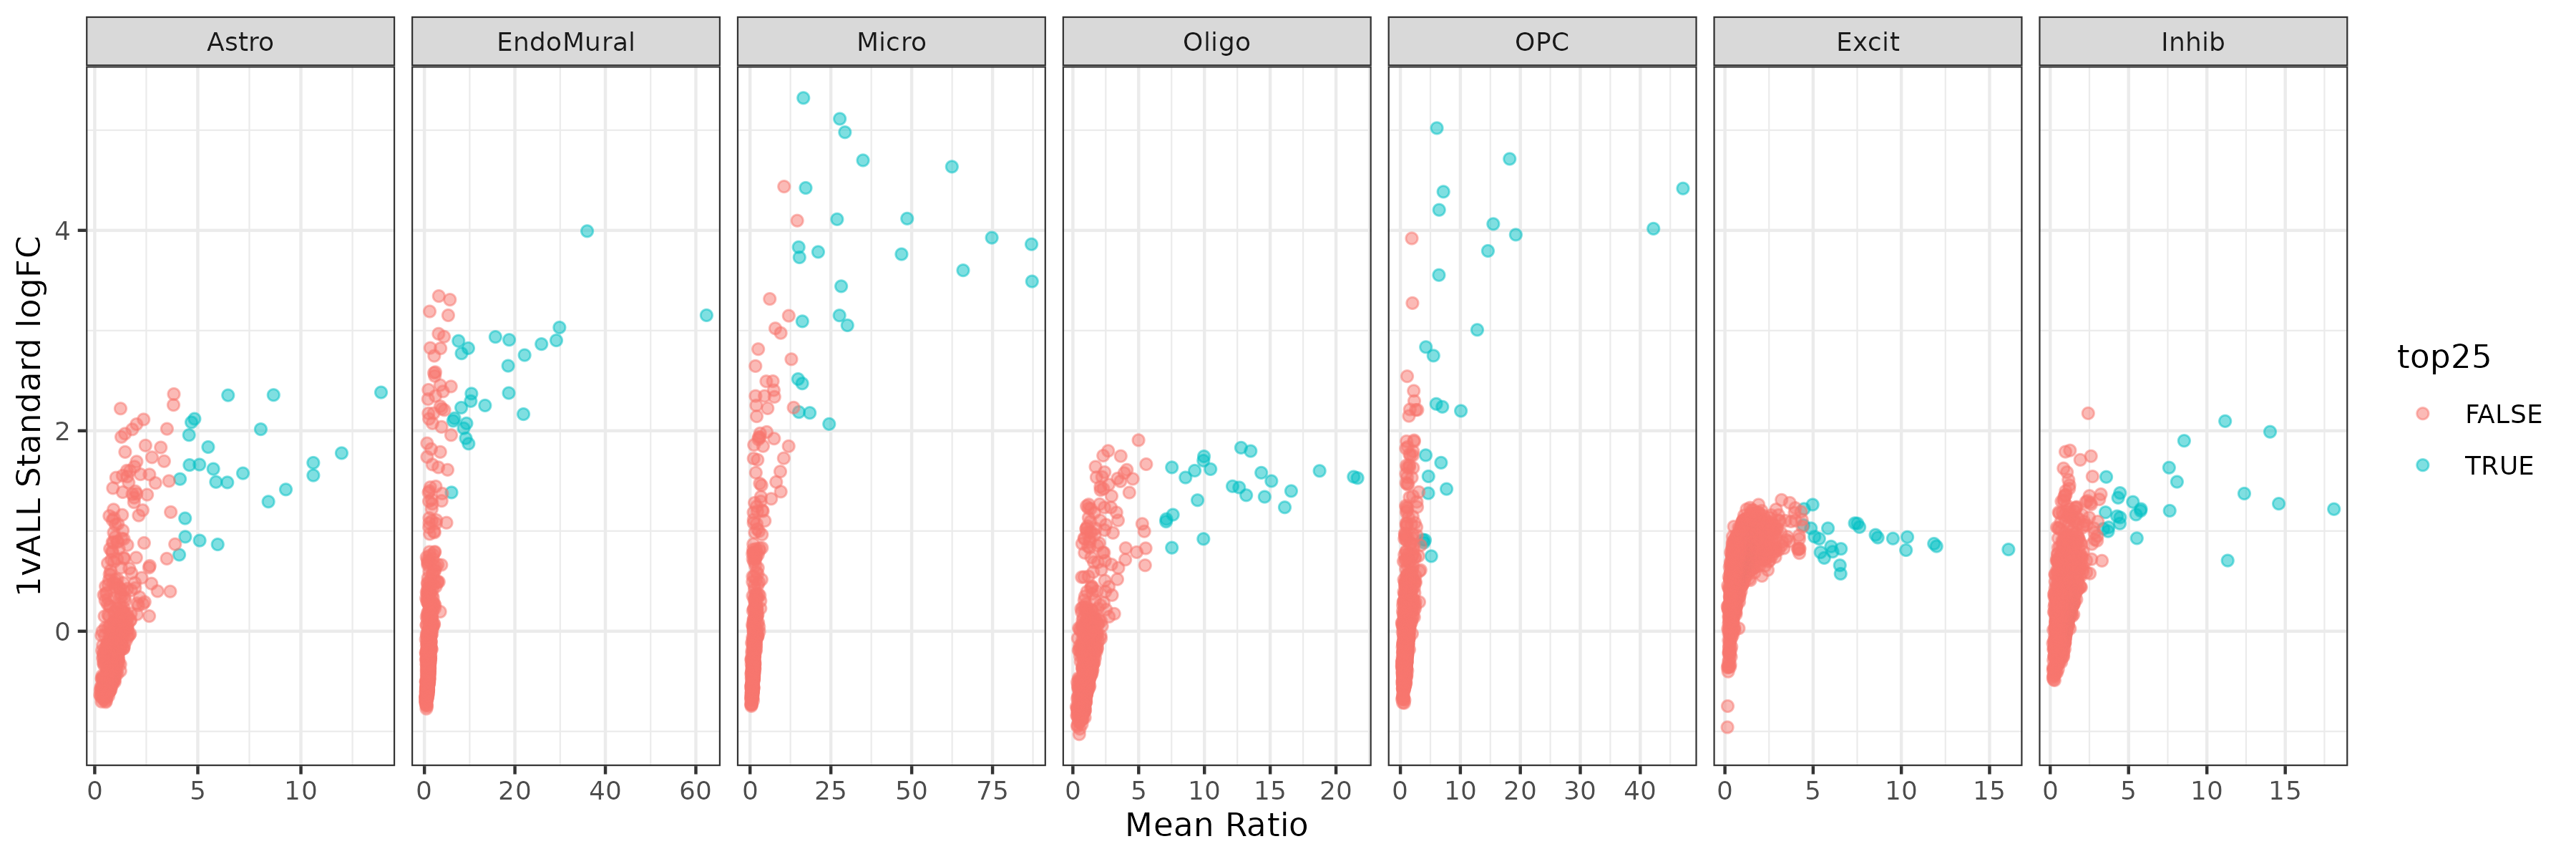 Astro EndoMural Micro Oligo OPC Excit Inhib
1vALL Standard logFC
4
2
0
0 5 10 0 20 40 60 0 25 50 75 0 5 10 15 20 0 10 20 30 40 0 5 10 15 0 5 10 15
Mean Ratio
top25
FALSE
TRUE